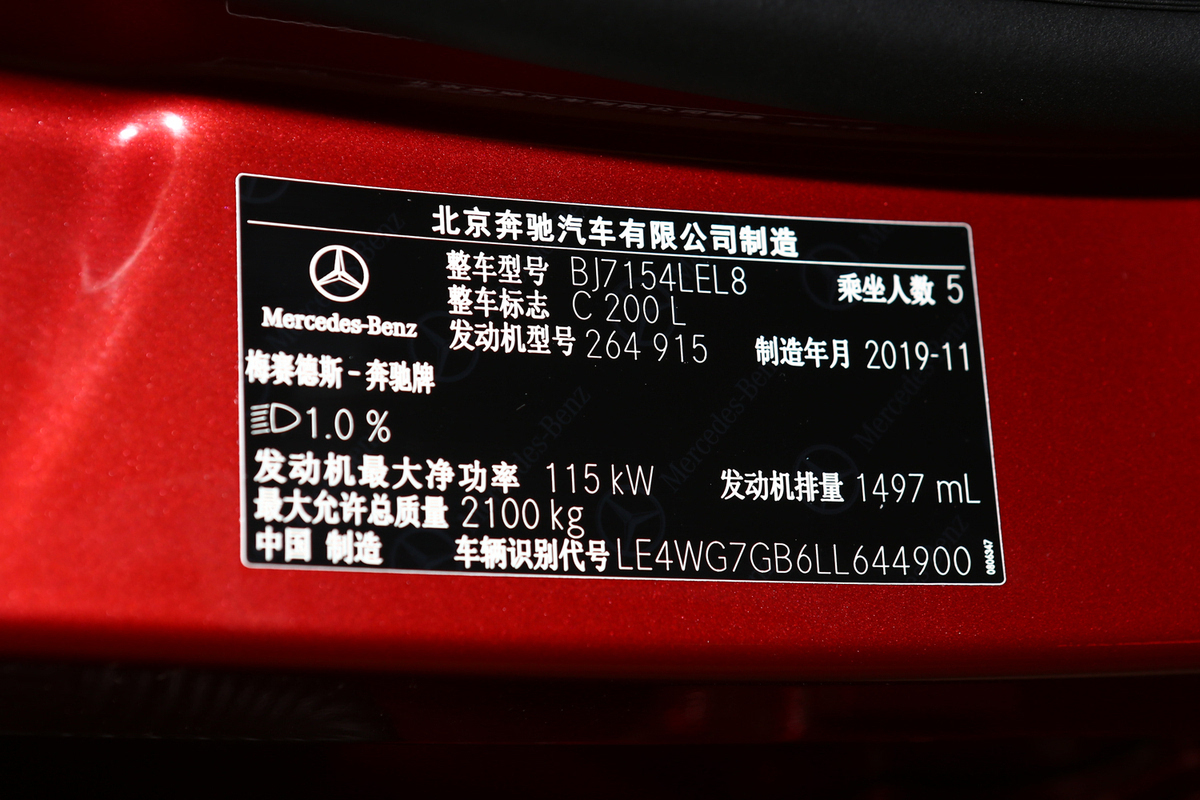 北京奔驰汽车有限公司制造
Mercedes-Benz
整车型号 BJ7154LEL8 乘坐人数 5
整车标志 C 200 L
发动机型号 264 915 制造年月 2019-11
梅赛德斯-奔驰牌
1.0 %
发动机最大净功率 115 kW 发动机排量 1497 mL
最大允许总质量 2100 kg
中国 制造 车辆识别代号 LE4WG7GB6LL644900
0806347